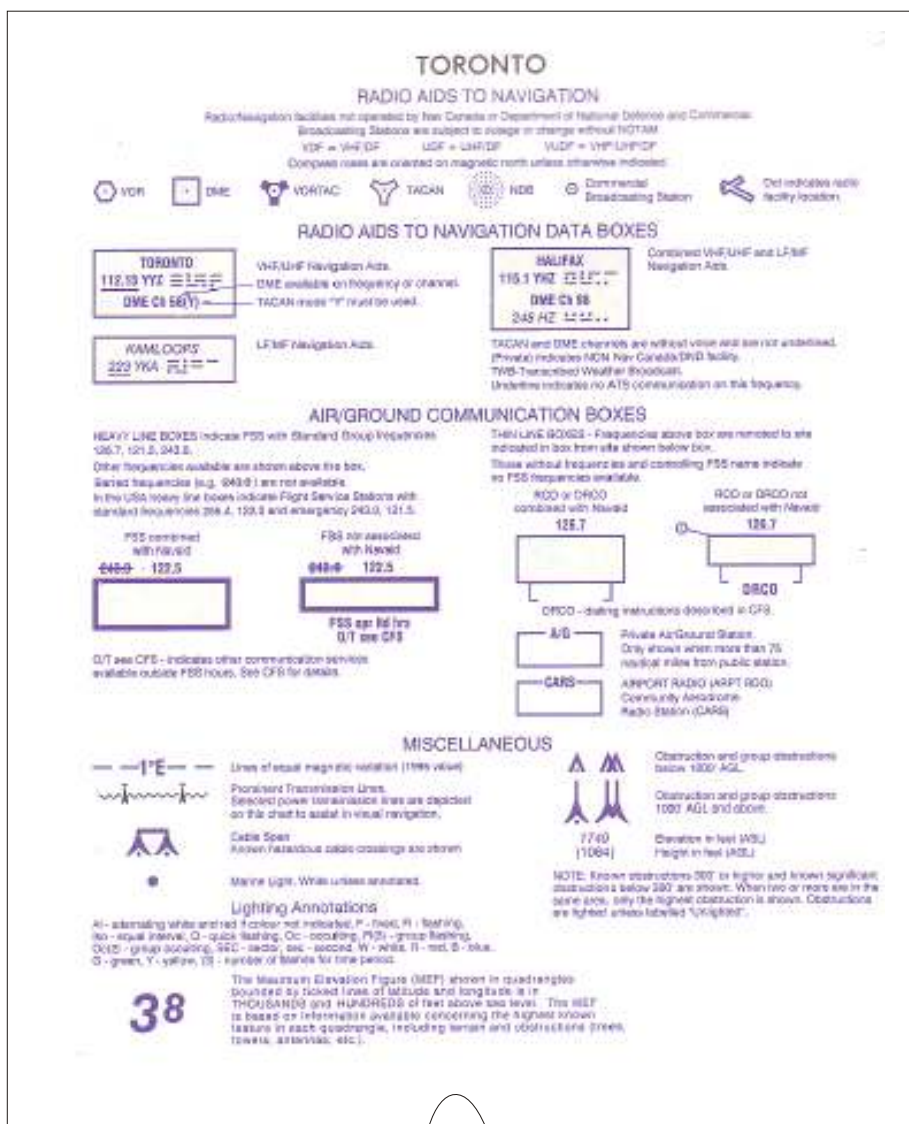 TORONTO
RADIO AIDS TO NAVIGATION
Radio/Navigation facilities not operated by Nav Canada or Department of National Defence and Commercial
Broadcasting Stations are subject to outage or change without NOTAM
VDF = VHF/DF UDF = UHF/DF VUDF = VHF/UHF/DF
Compass roses are oriented on magnetic north unless otherwise indicated
VOR DME VORTAC TACAN NDB Commercial Broadcasting Station Dot indicates radio facility location.
RADIO AIDS TO NAVIGATION DATA BOXES
TORONTO
YYZ
DME Ch 58(Y)
VHF/UHF Navigation Aids.
DME available on frequency or channel.
TACAN mode "Y" must be used.
HALIFAX
115.1 YHZ
DME Ch 98
248 HZ
Combined VHF/UHF and LF/MF
Navigation Aids.
KAMLOOPS
223 YKA
LF/MF Navigation Aids.
TACAN and DME channels are without voice and are not underlined.
(Private) indicates NON Nav Canada/DND facility.
TWB-Transcribed Weather Broadcast.
Underline indicates no ATS communication on this frequency.
AIR/GROUND COMMUNICATION BOXES
HEAVY LINE BOXES indicate FSS with Standard Group frequencies
126.7, 121.5, 243.0.
Other frequencies available are shown above the box.
Barred frequencies (e.g. 243.0 ) are not available.
In the USA heavy line boxes indicate Flight Service Stations with
standard frequencies 255.4, 122.2 and emergency 243.0, 121.5.
THIN LINE BOXES - Frequencies above box are remoted to site
indicated in box from site shown below box.
Those without frequencies and controlling FSS name indicate
no FSS frequencies available.
FSS combined
with Navaid
243.0 122.5
FSS not associated
with Navaid
243.0 122.5
FSS opr Hd hrs
O/T see CFS
RCO or DRCO
combined with Navaid
126.7
RCO or DRCO not
associated with Navaid
126.7
DRCO
DRCO - dialing instructions described in CFS.
O/T see CFS - indicates other communication services
available outside FSS hours. See CFS for details.
A/G
Private Air/Ground Station.
Only shown when more than 75
nautical miles from public station.
CARS
AIRPORT RADIO (ARPT RDO)
Community Aerodrome
Radio Station (CARS)
MISCELLANEOUS
1°E
Lines of equal magnetic variation (1995 value)
Prominent Transmission Lines.
Selected power transmission lines are depicted
on this chart to assist in visual navigation.
Cable Span
Known hazardous cable crossings are shown
Marine Light, White unless annotated.
Obstruction and group obstructions
below 1000' AGL.
Obstruction and group obstructions
1000' AGL and above.
7740
(1064)
Elevation in feet (ASL)
Height in feet (AGL)
NOTE: Known obstructions 300' or higher and known significant
obstructions below 300' are shown. When two or more are in the
same area, only the highest obstruction is shown. Obstructions
are lighted unless labelled "Unlighted".
Lighting Annotations
Al - alternating white and red if colour not indicated, F - fixed, Fl - flashing,
Iso - equal interval, Q - quick flashing, Oc - occulting, Fl(2) - group flashing,
Oc(2) - group occulting, SEC - sector, sec - second, W - white, R - red, B - blue,
G - green, Y - yellow, (3) - number of flashes for time period.
38
The Maximum Elevation Figure (MEF) shown in quadrangles
bounded by ticked lines of latitude and longitude is in
THOUSANDS and HUNDREDS of feet above sea level. The MEF
is based on information available concerning the highest known
feature in each quadrangle, including terrain and obstructions (trees,
towers, antennas, etc.).